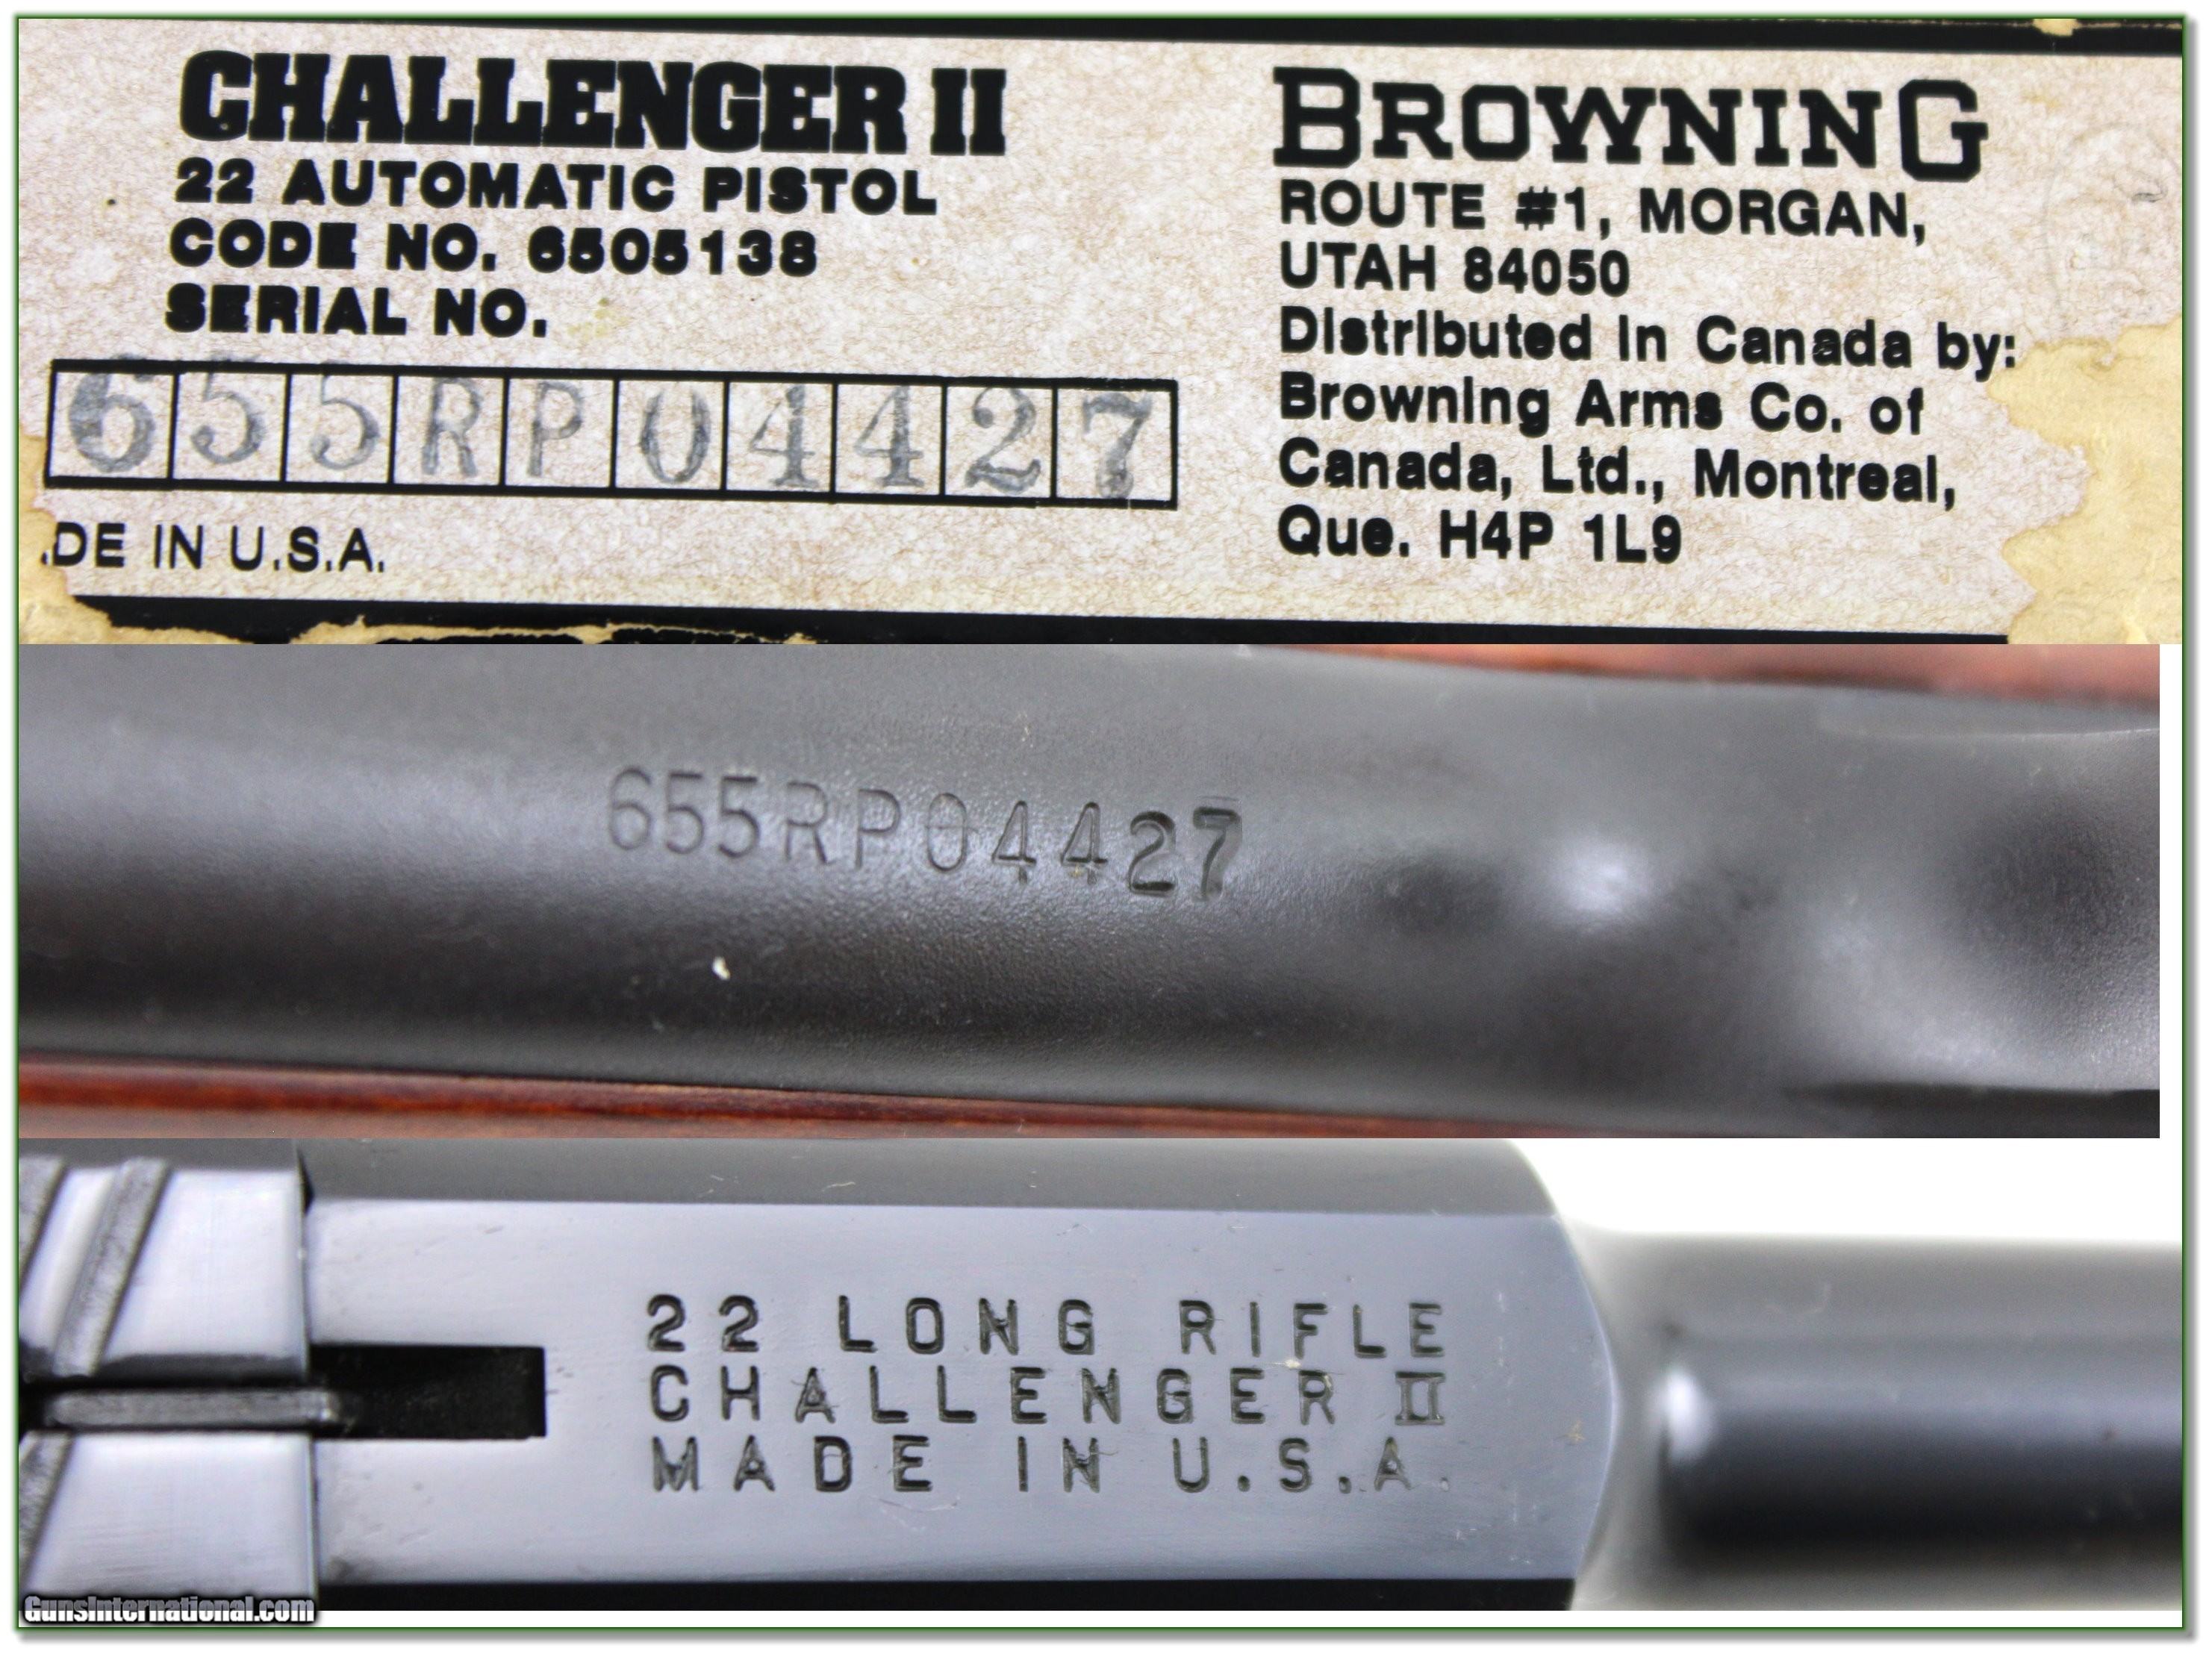 CHALLENGER II
22 AUTOMATIC PISTOL
CODE NO. 6505138
SERIAL NO.
655RP04427
.DE IN U.S.A.
BROWNING
ROUTE #1, MORGAN,
UTAH 84050
Distributed in Canada by:
Browning Arms Co. of
Canada, Ltd., Montreal,
Que. H4P 1L9
655RP04427
22 LONG RIFLE
CHALLENGER II
MADE IN U.S.A.
GunsInternational.com